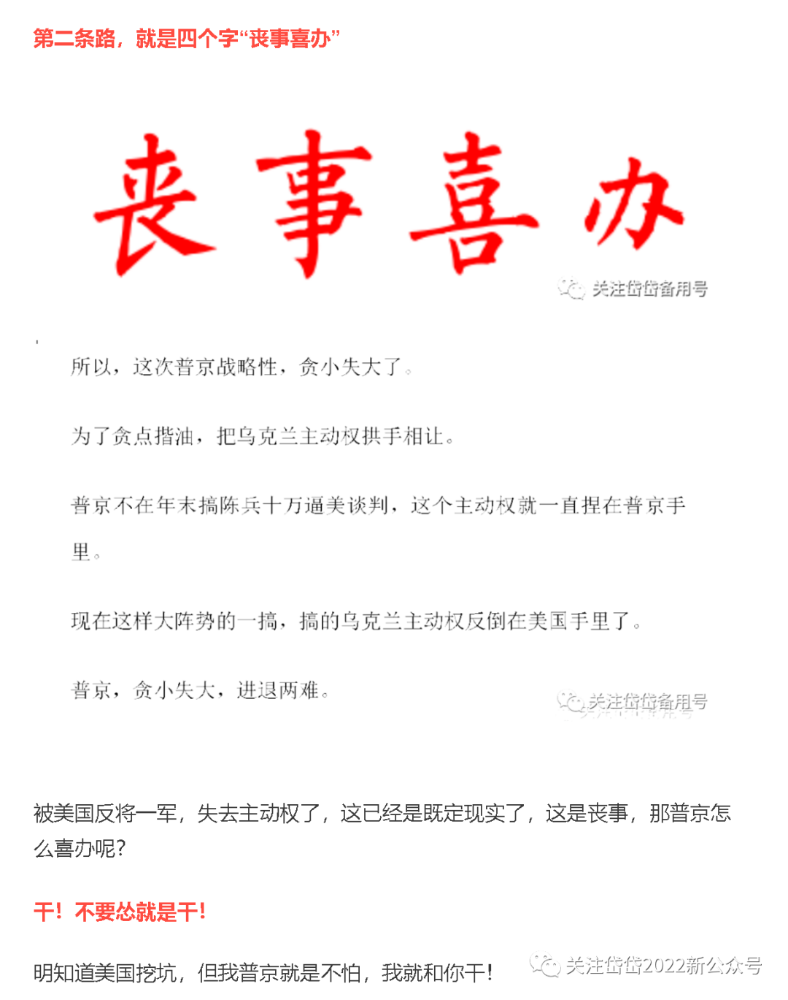 第二条路，就是四个字“丧事喜办”
丧事喜办
关注岱岱备用号
所以，这次普京战略性，贪小失大了。
为了贪点揩油，把乌克兰主动权拱手相让。
普京不在年末搞陈兵十万逼美谈判，这个主动权就一直捏在普京手
里。
现在这样大阵势的一搞，搞的乌克兰主动权反倒在美国手里了。
普京，贪小失大，进退两难。
关注岱岱备用号
被美国反将一军，失去主动权了，这已经是既定现实了，这是丧事，那普京怎
么喜办呢？
干！不要怂就是干！
明知道美国挖坑，但我普京就是不怕，我就和你干！
关注岱岱2022新公众号